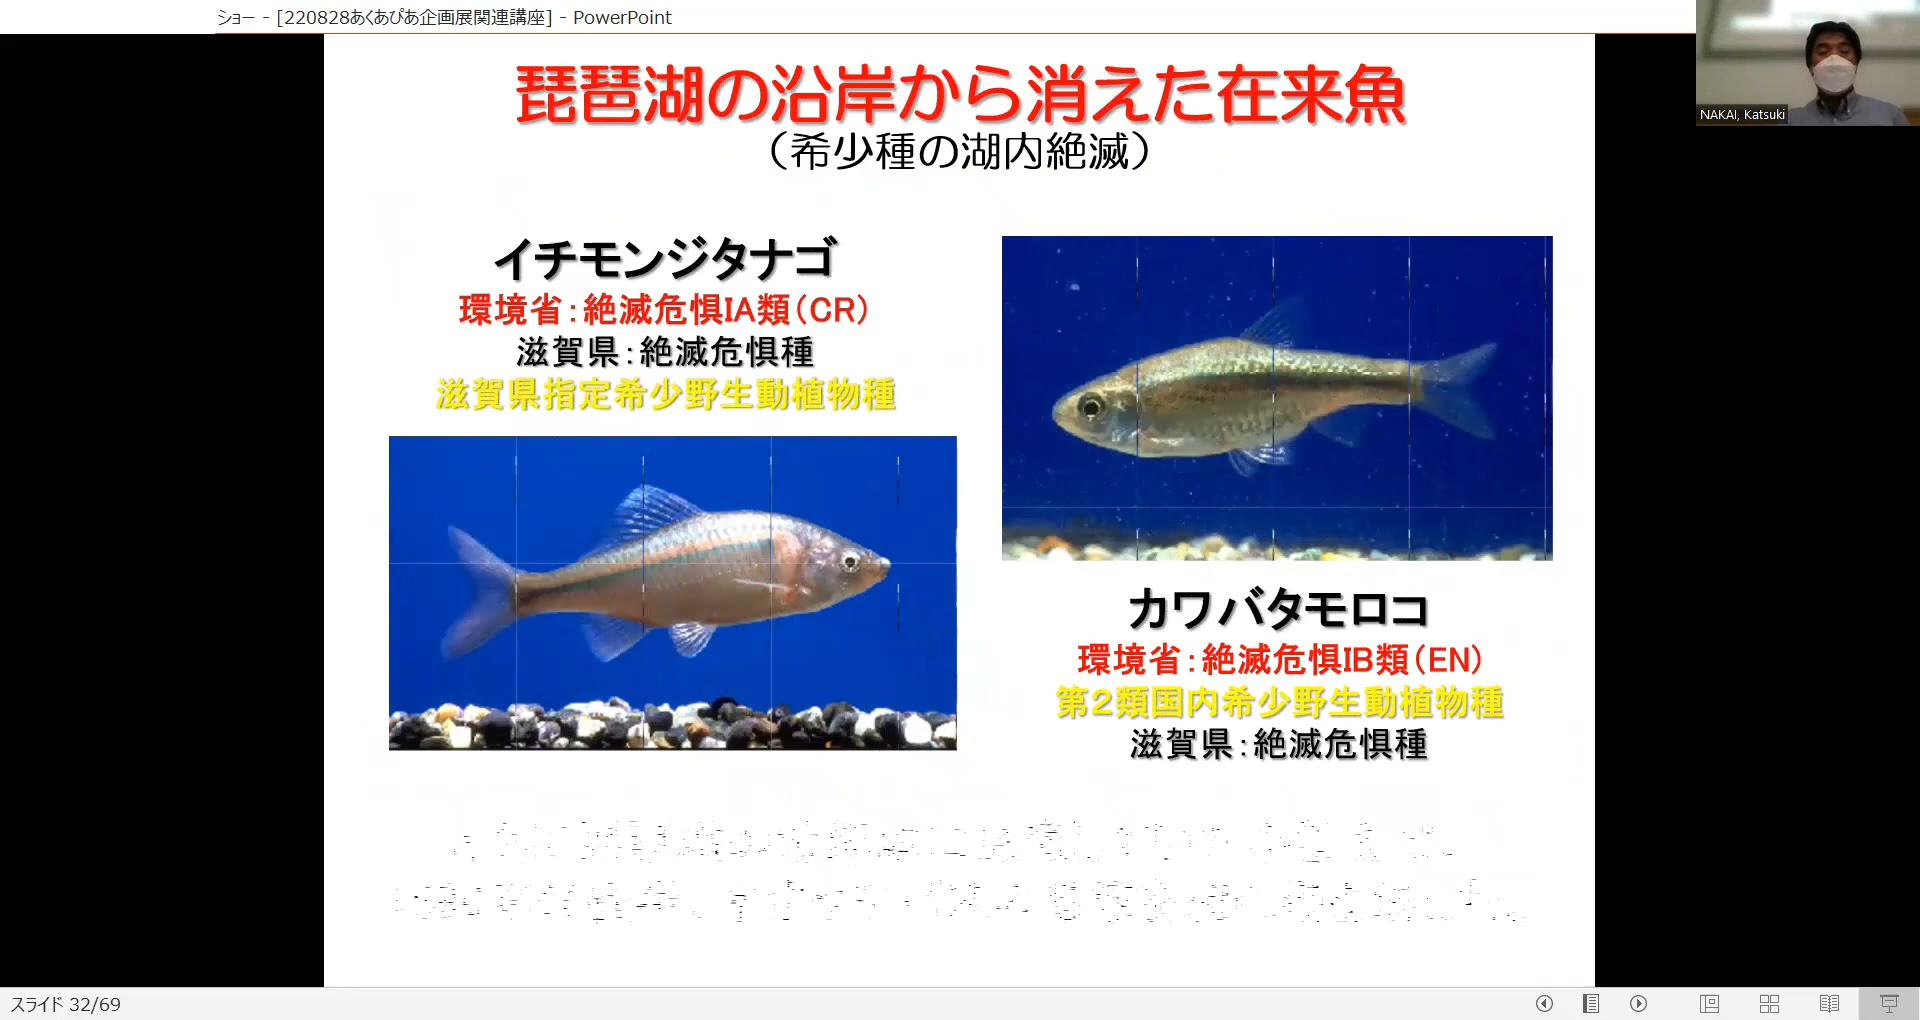 ショー - [220828あくあぴあ企画展関連講座] - PowerPoint
NAKAI, Katsuki
琵琶湖の沿岸から消えた在来魚
（希少種の湖内絶滅）
イチモンジタナゴ
環境省：絶滅危惧IA類（CR）
滋賀県：絶滅危惧種
滋賀県指定希少野生動植物種
カワバタモロコ
環境省：絶滅危惧IB類（EN）
第２類国内希少野生動植物種
滋賀県：絶滅危惧種
スライド 32/69